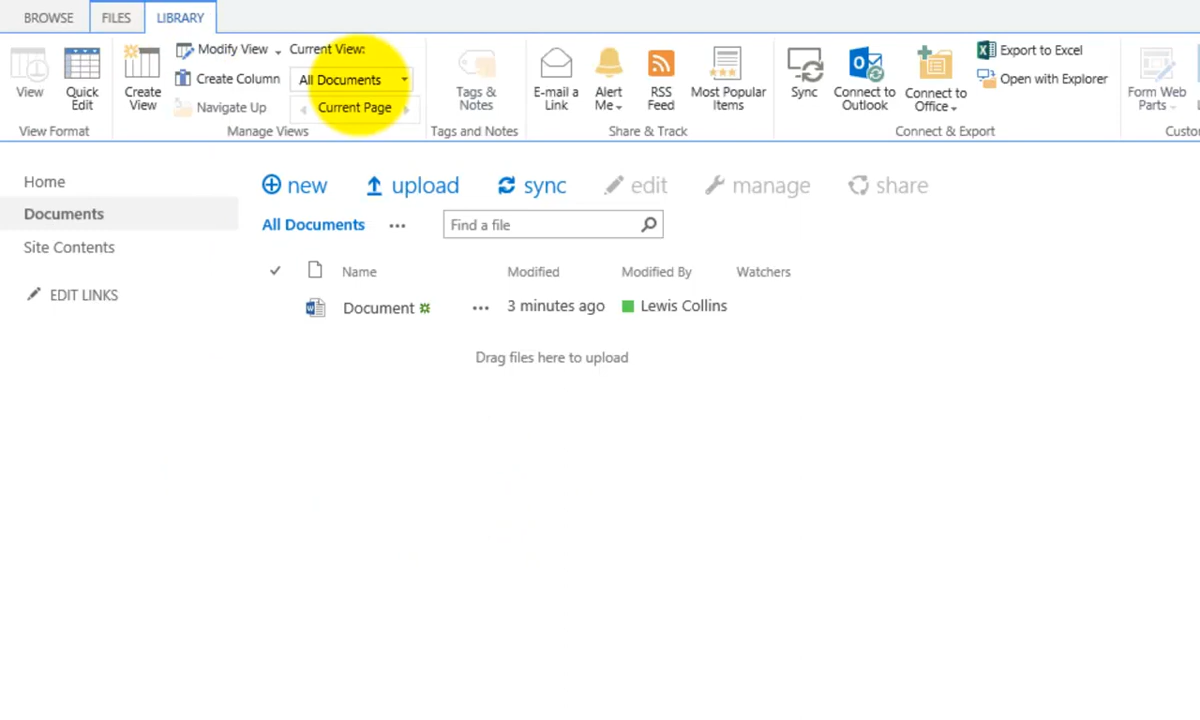 BROWSE FILES LIBRARY
View
Quick Edit
View Format
Create View
Modify View
Create Column
Navigate Up
Current View:
All Documents
Current Page
Manage Views
Tags & Notes
Tags and Notes
E-mail a Link
Alert Me
RSS Feed
Most Popular Items
Share & Track
Sync
Connect to Outlook
Connect to Office
Export to Excel
Open with Explorer
Connect & Export
Form Web Parts
Home
Documents
Site Contents
EDIT LINKS
new upload sync edit manage share
All Documents ... Find a file
Name Modified Modified By Watchers
Document ... 3 minutes ago Lewis Collins
Drag files here to upload